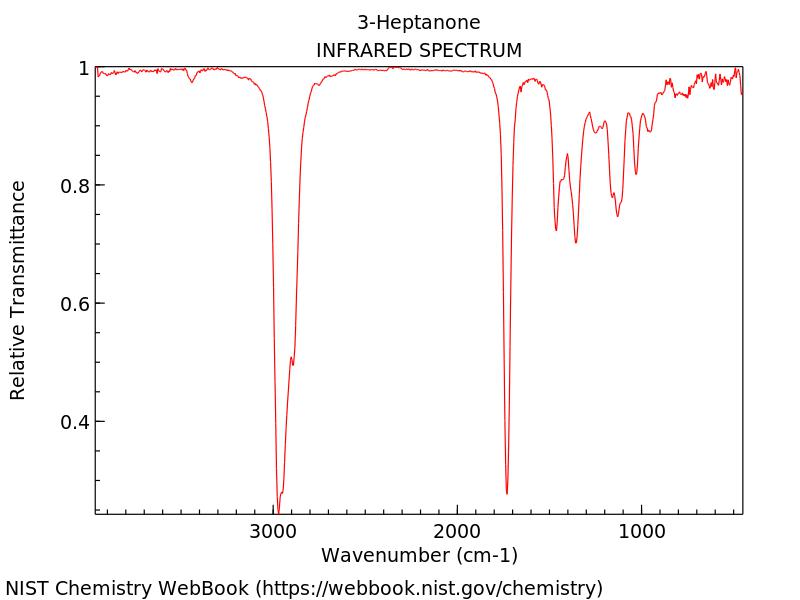 3-Heptanone
INFRARED SPECTRUM
1
0.8
0.6
0.4
Relative Transmittance
3000 2000 1000
Wavenumber (cm-1)
NIST Chemistry WebBook (https://webbook.nist.gov/chemistry)